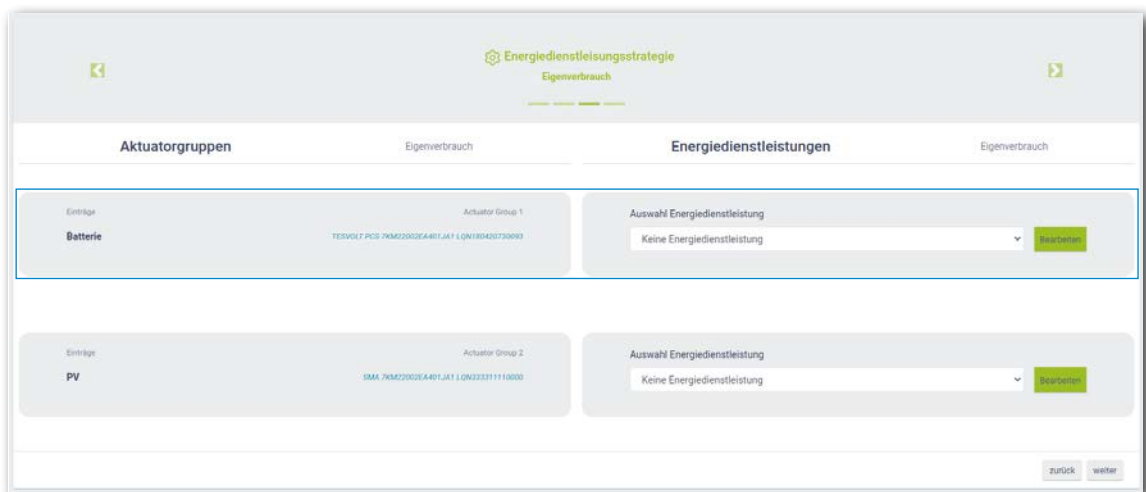 Energiedienstleisungsstrategie
Eigenverbrauch
Aktuatorgruppen Eigenverbrauch Energiedienstleistungen Eigenverbrauch
Einträge Actuator Group 1
Batterie TESVOLT PCS 7KM22002EA401JA1 LQN180420730693
Auswahl Energiedienstleistung
Keine Energiedienstleistung Bearbeiten
Einträge Actuator Group 2
PV SMA 7KM22002EA401JA1 LQN333311110000
Auswahl Energiedienstleistung
Keine Energiedienstleistung Bearbeiten
zurück weiter